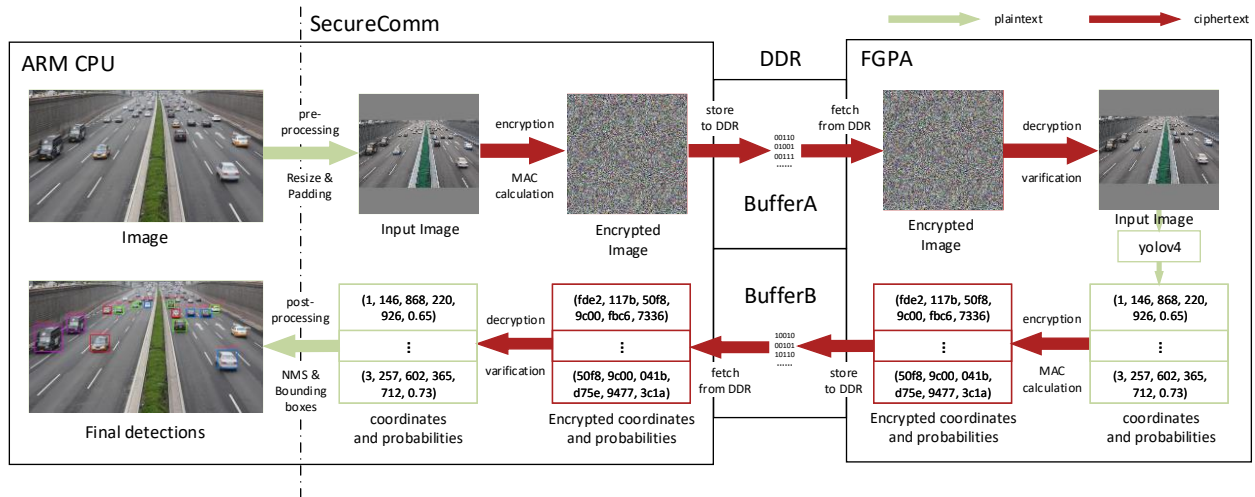 SecureComm
plaintext
ciphertext
ARM CPU
DDR
FGPA
pre-
processing
Resize &
Padding
encryption
MAC
calculation
store
to DDR
00110
01001
00111
......
fetch
from DDR
decryption
varification
Image
Input Image
Encrypted
Image
BufferA
Encrypted
Image
Input Image
yolov4
BufferB
post-
processing
NMS &
Bounding
boxes
(1, 146, 868, 220,
926, 0.65)
⋮
(3, 257, 602, 365,
712, 0.73)
decryption
varification
(fde2, 117b, 50f8,
9c00, fbc6, 7336)
⋮
(50f8, 9c00, 041b,
d75e, 9477, 3c1a)
fetch
from DDR
10010
00101
10110
......
store
to DDR
(fde2, 117b, 50f8,
9c00, fbc6, 7336)
⋮
(50f8, 9c00, 041b,
d75e, 9477, 3c1a)
encryption
MAC
calculation
(1, 146, 868, 220,
926, 0.65)
⋮
(3, 257, 602, 365,
712, 0.73)
Final detections
coordinates
and probabilities
Encrypted coordinates
and probabilities
Encrypted coordinates
and probabilities
coordinates
and probabilities